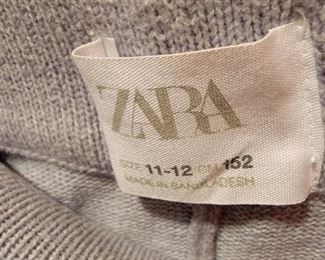 ZARA
SIZE 11-12 CM 152
MADE IN BANGLADESH